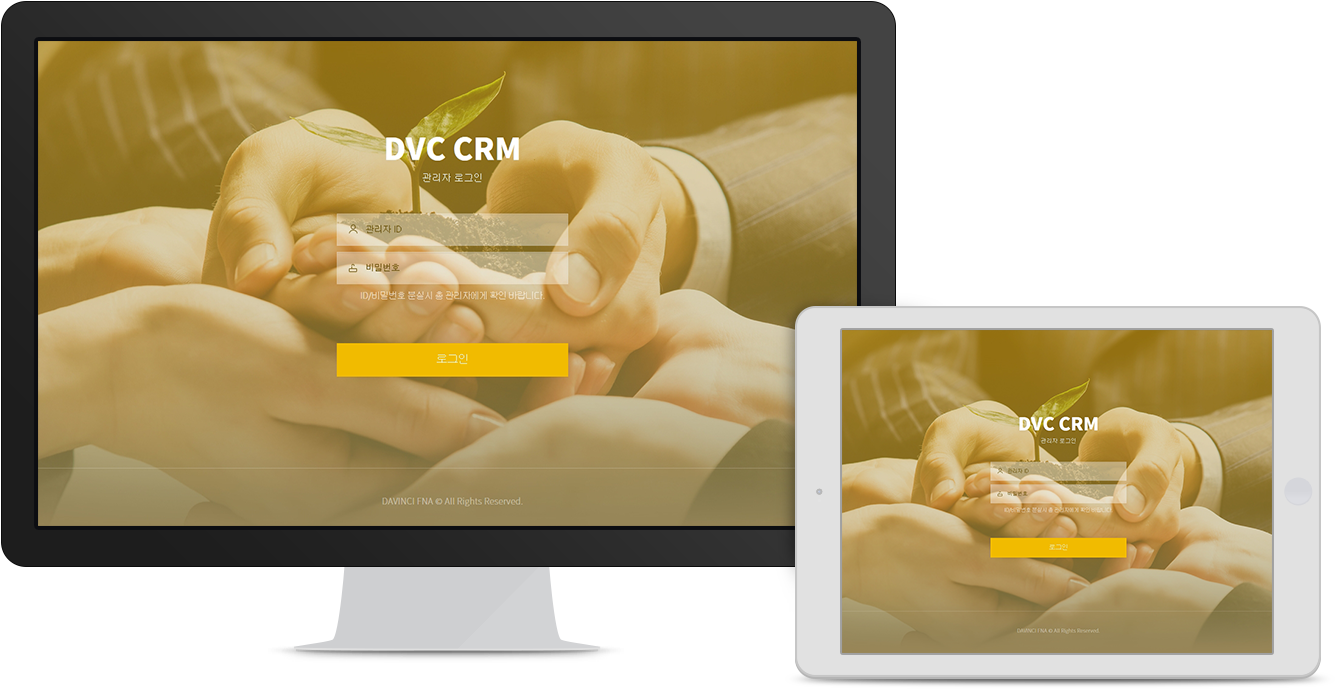 DVC CRM
관리자 로그인
관리자 ID
비밀번호
ID/비밀번호 분실시 총 관리자에게 확인 바랍니다.
로그인
DAVINCI FNA © All Rights Reserved.
DVC CRM
관리자 로그인
관리자 ID
비밀번호
ID/비밀번호 분실시 총 관리자에게 확인 바랍니다.
로그인
DAVINCI FNA © All Rights Reserved.